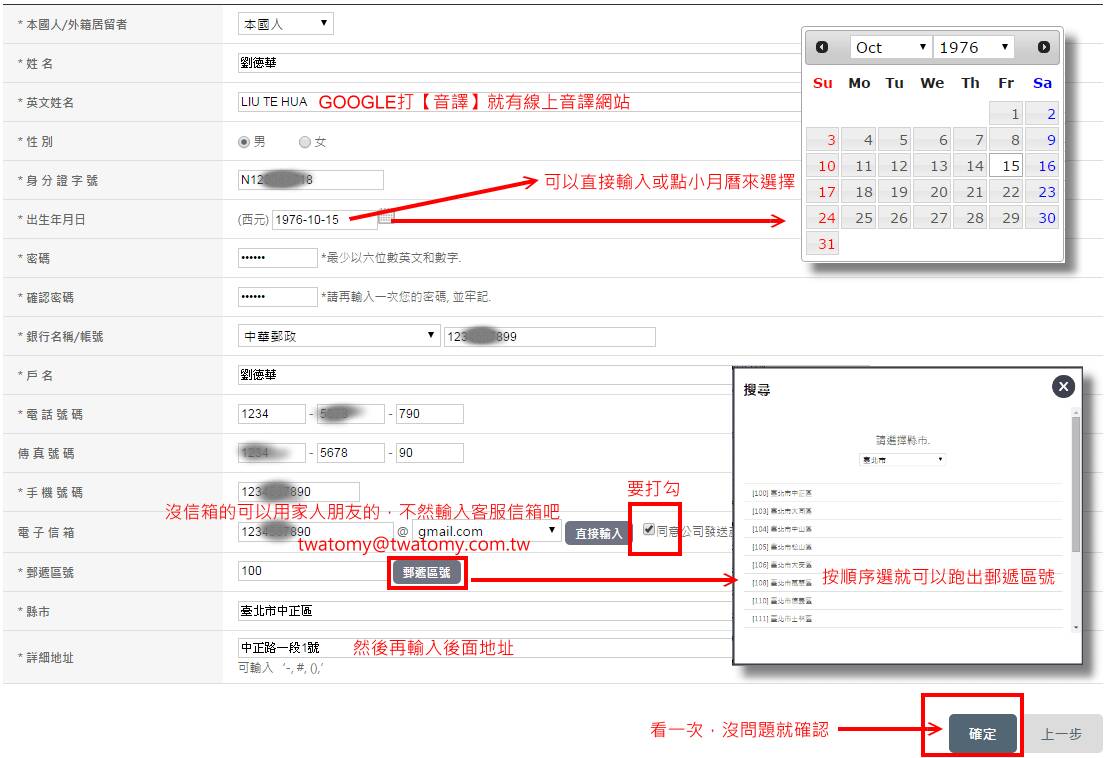 * 本國人/外籍居留者 本國人
* 姓 名 劉德華
* 英文姓名 LIU TE HUA GOOGLE打【音譯】就有線上音譯網站
* 性 別 男 女
* 身 分 證 字 號 N12 18
可以直接輸入或點小月曆來選擇
* 出生年月日 (西元) 1976-10-15
* 密碼 •••••• *最少以六位數英文和數字.
* 確認密碼 •••••• *請再輸入一次您的密碼, 並牢記.
* 銀行名稱/帳號 中華郵政 123 899
* 戶 名 劉德華
* 電 話 號 碼 1234 - - 790
傳 真 號 碼 1234 - 5678 - 90
* 手 機 號 碼 1234 7890
沒信箱的可以用家人朋友的，不然輸入客服信箱吧
要打勾
電 子 信 箱 1234 7890 @ gmail.com 直接輸入 同意公司發送
twatomy@twatomy.com.tw
* 郵遞區號 100 郵遞區號
* 縣市 臺北市中正區
* 詳細地址 中正路一段1號 然後再輸入後面地址
可輸入 '-, #, (),'
Oct 1976
Su Mo Tu We Th Fr Sa
1 2
3 4 5 6 7 8 9
10 11 12 13 14 15 16
17 18 19 20 21 22 23
24 25 26 27 28 29 30
31
搜尋 X
請選擇縣市.
臺北市
[100] 臺北市中正區
[103] 臺北市大同區
[104] 臺北市中山區
[105] 臺北市松山區
[106] 臺北市大安區
[108] 臺北市萬華區
[110] 臺北市信義區
[111] 臺北市士林區
按順序選就可以跑出郵遞區號
看一次，沒問題就確認
確定 上一步